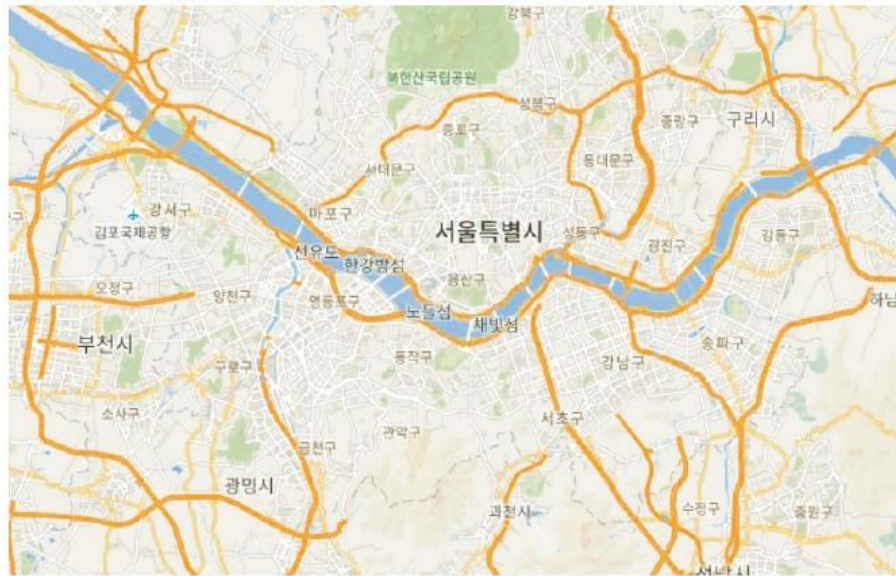 강북구
북한산국립공원
성북구
종로구
중랑구
구리시
서대문구
동대문구
강서구
마포구
김포국제공항
서울특별시
성동구
광진구
강동구
선유도
한강밤섬
용산구
오정구
양천구
영등포구
노들섬
채빛섬
하남
부천시
동작구
강남구
송파구
구로구
소사구
서초구
관악구
금천구
광명시
과천시
수정구
중원구
성남시